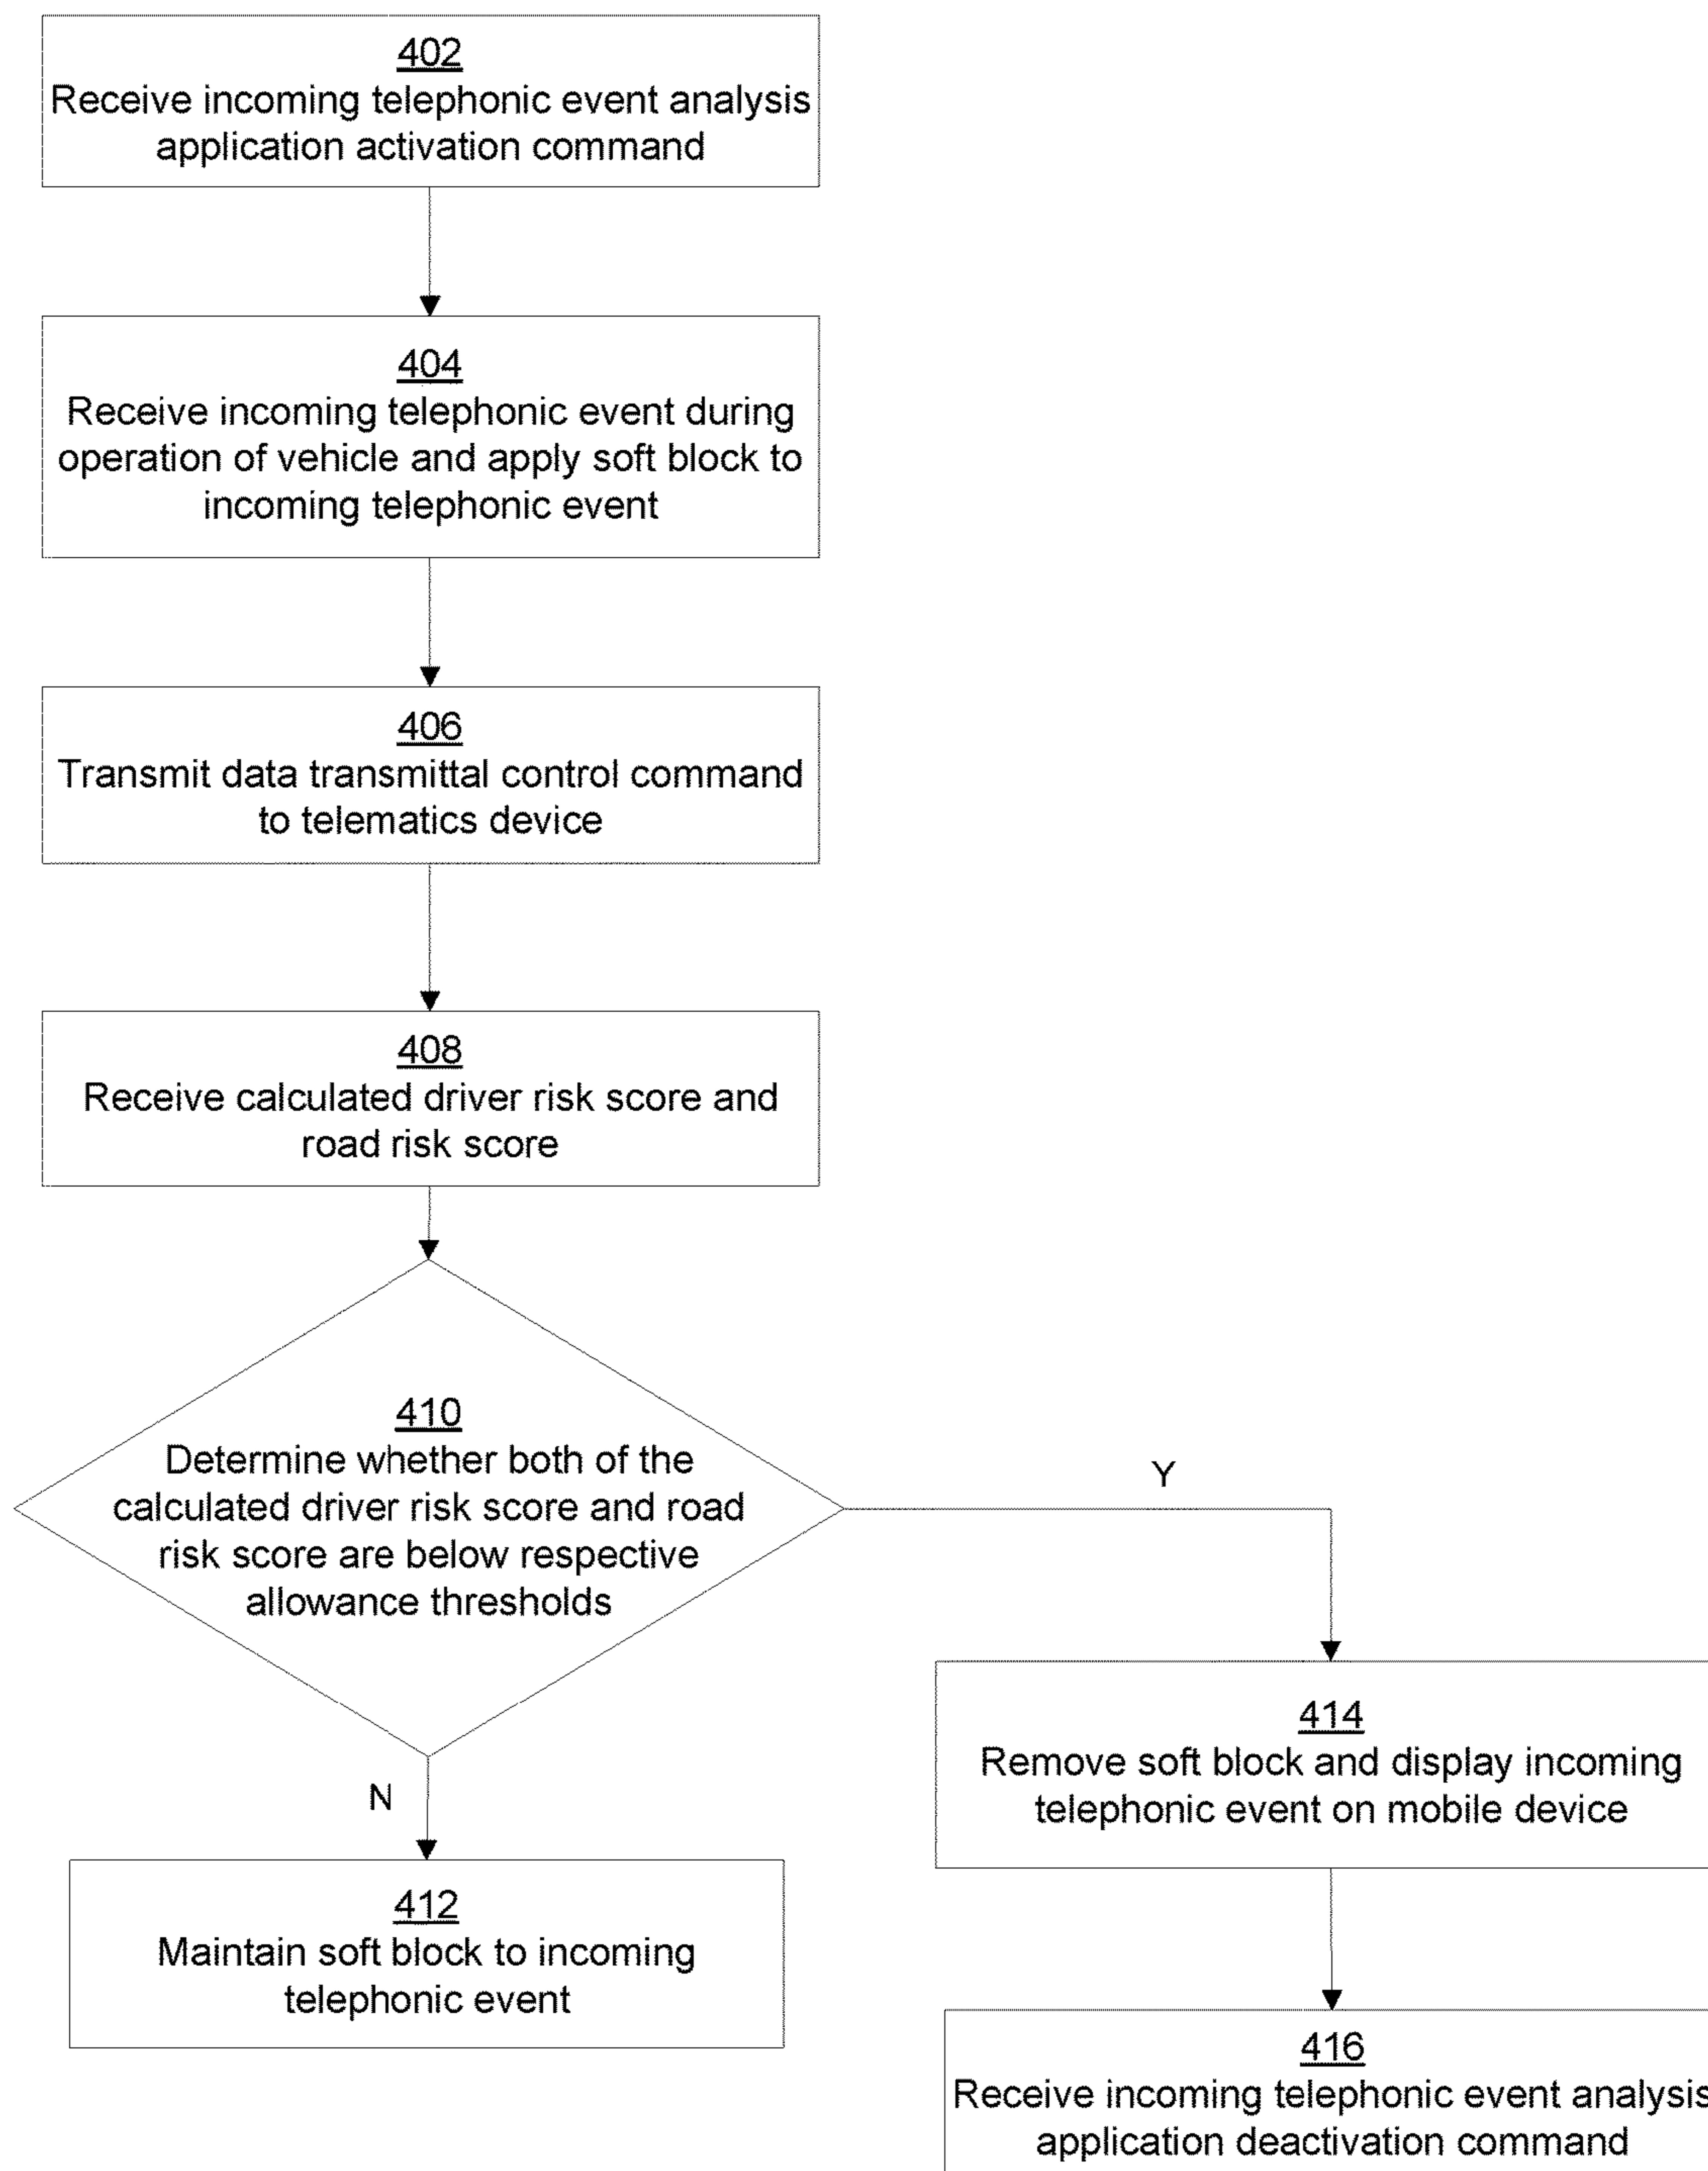 402
Receive incoming telephonic event analysis
application activation command
404
Receive incoming telephonic event during
operation of vehicle and apply soft block to
incoming telephonic event
406
Transmit data transmittal control command
to telematics device
408
Receive calculated driver risk score and
road risk score
410
Determine whether both of the
calculated driver risk score and road
risk score are below respective
allowance thresholds
Y
N
414
Remove soft block and display incoming
telephonic event on mobile device
412
Maintain soft block to incoming
telephonic event
416
Receive incoming telephonic event analysis
application deactivation command